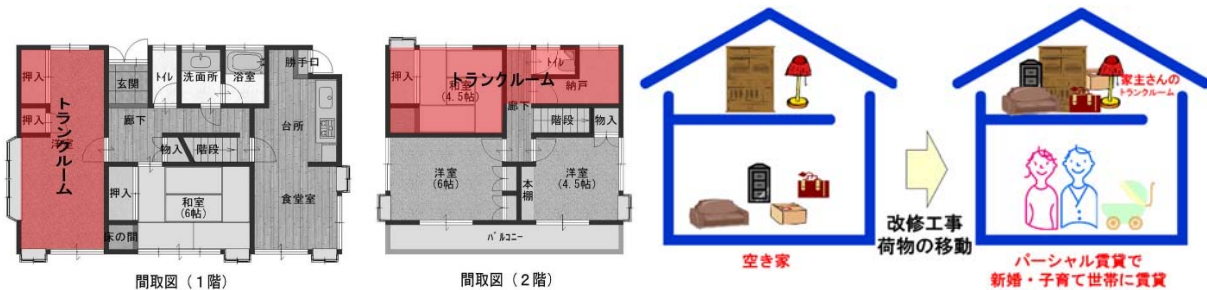 押入
押入
洋室
トランクルーム
玄関
トイレ
洗面所
浴室
勝手口
廊下
物入
階段
台所
押入
和室
(6帖)
食堂室
床の間
間取図(1階)
押入
和室
(4.5帖)
トランクルーム
トイレ
納戸
廊下
階段
物入
洋室
(6帖)
本棚
洋室
(4.5帖)
バルコニー
間取図(2階)
空き家
改修工事
荷物の移動
家主さんの
トランクルーム
パーシャル賃貸で
新婚・子育て世帯に賃貸